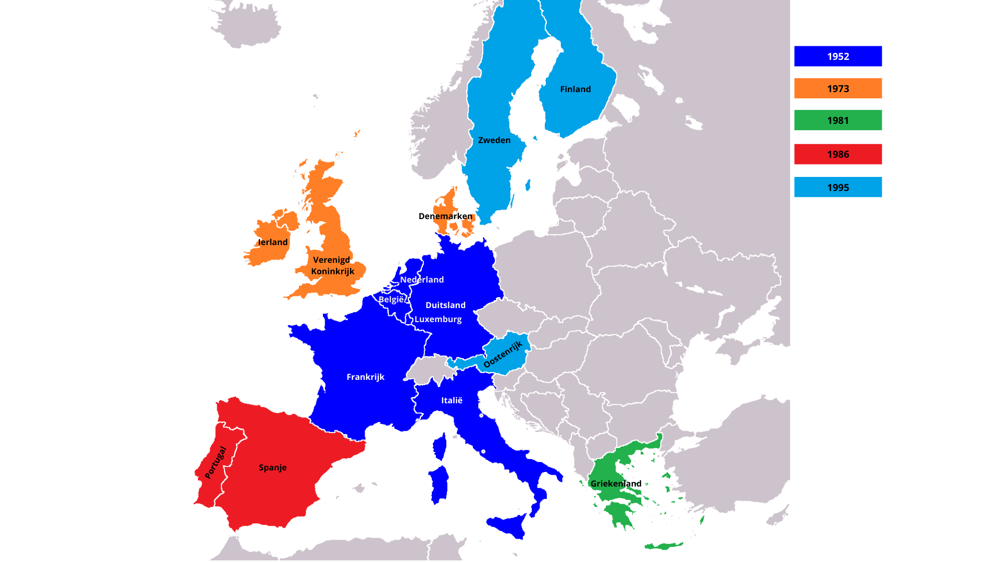 1952
1973
1981
1986
1995
Finland
Zweden
Denemarken
Ierland
Verenigd
Koninkrijk
Nederland
België
Duitsland
Luxemburg
Oostenrijk
Frankrijk
Italië
Portugal
Spanje
Griekenland